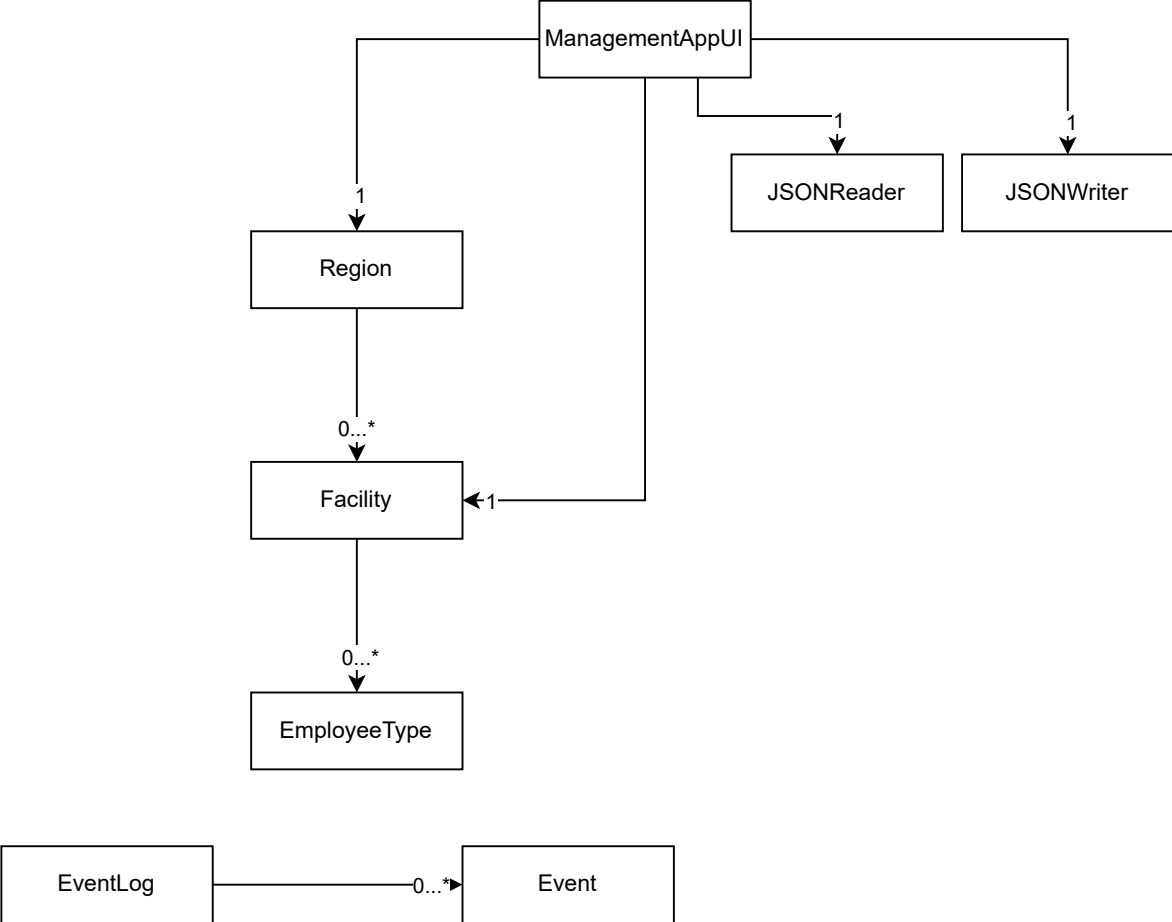 ManagementAppUI
1
1
JSONReader
JSONWriter
1
Region
0...*
Facility
1
0...*
EmployeeType
EventLog
0...*
Event